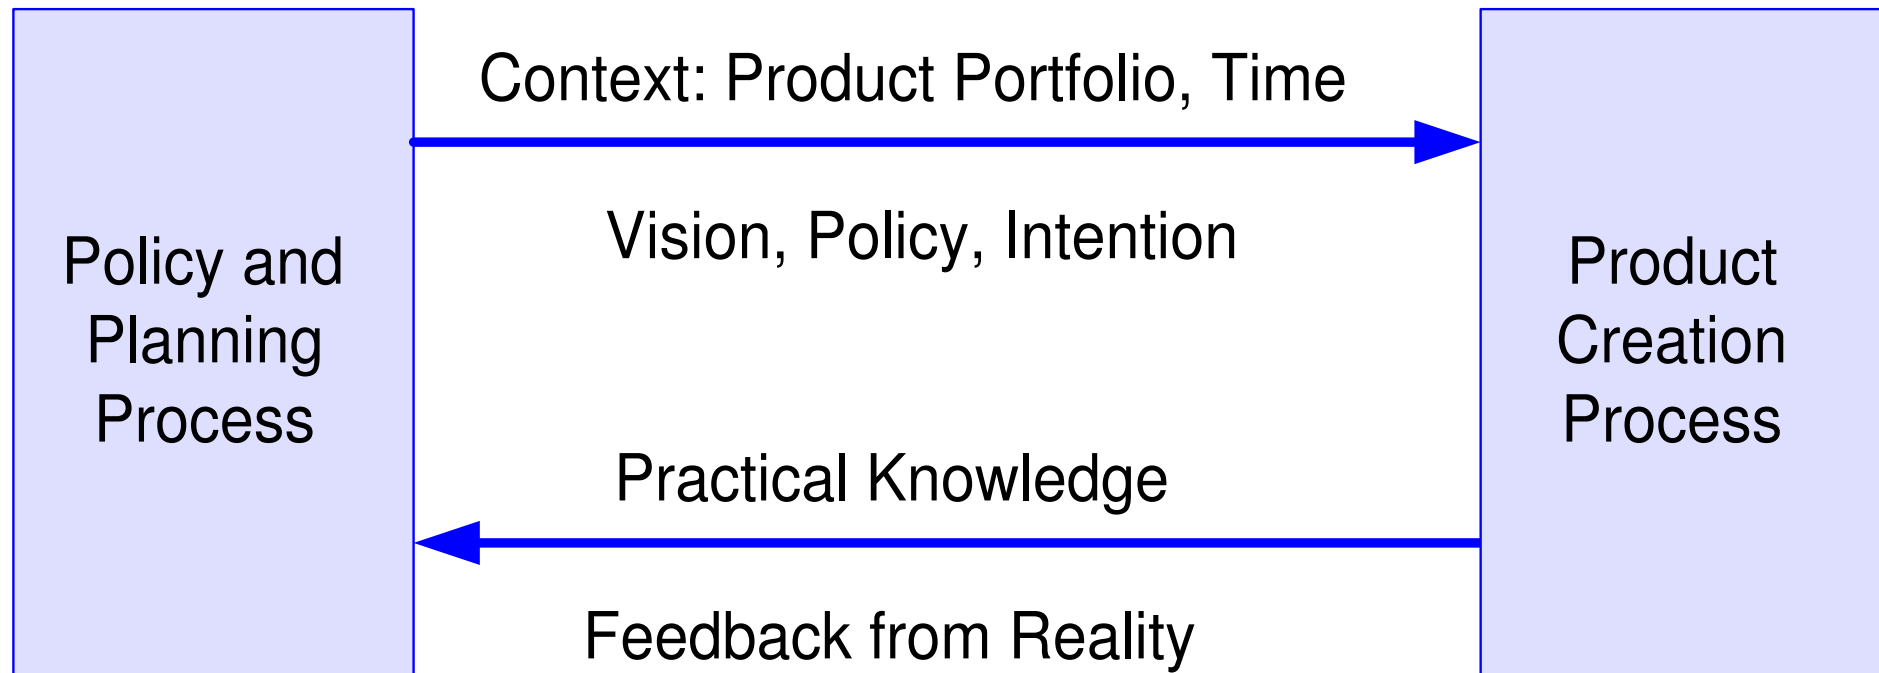 Context: Product Portfolio, Time
Vision, Policy, Intention
Policy and
Planning
Process
Product
Creation
Process
Practical Knowledge
Feedback from Reality